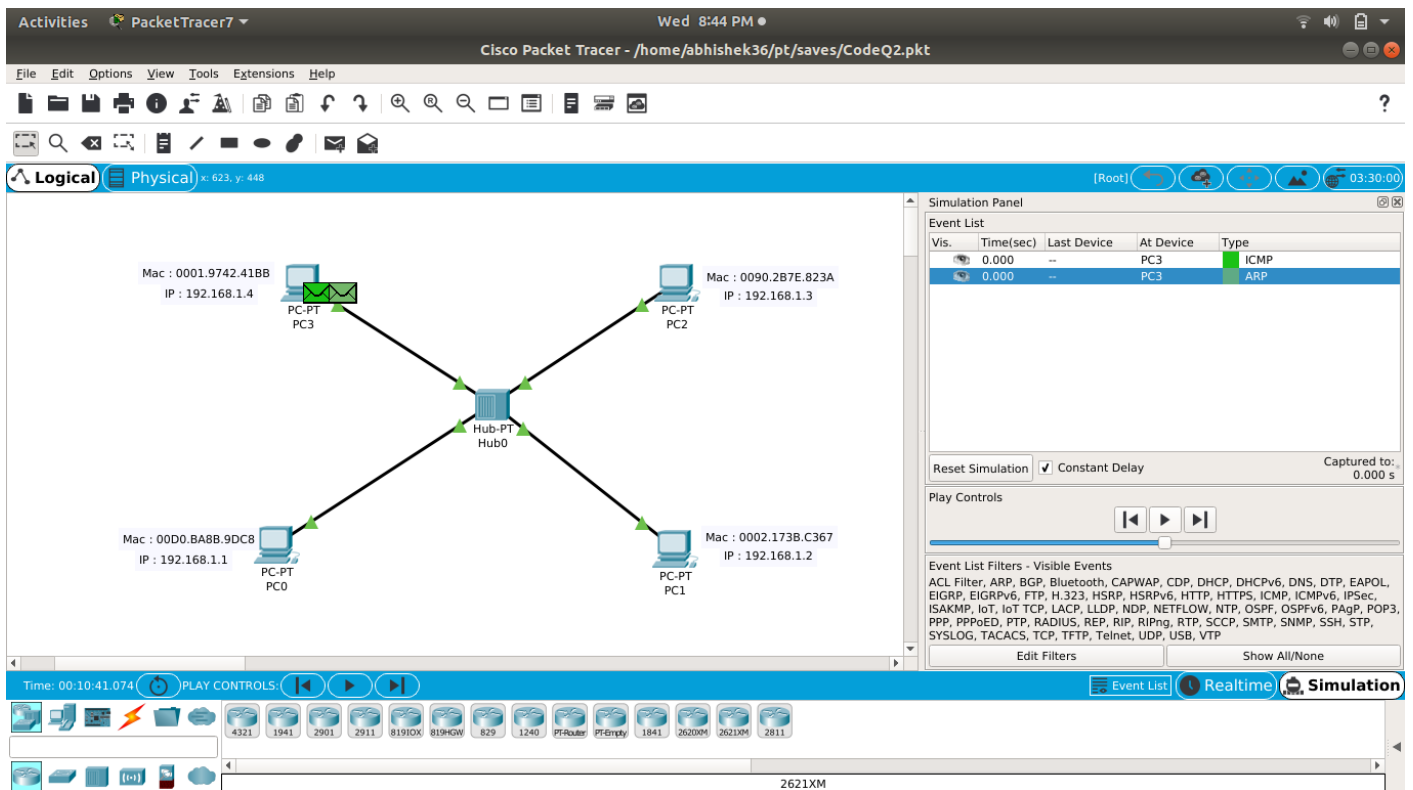 Activities PacketTracer7 Wed 8:44 PM
Cisco Packet Tracer - /home/abhishek36/pt/saves/CodeQ2.pkt
File Edit Options View Tools Extensions Help
?
Logical Physical x: 623, y: 448 [Root] 03:30:00
Mac : 0001.9742.41BB
IP : 192.168.1.4
PC-PT
PC3
Mac : 0090.2B7E.823A
IP : 192.168.1.3
PC-PT
PC2
Hub-PT
Hub0
Mac : 00D0.BA8B.9DC8
IP : 192.168.1.1
PC-PT
PC0
Mac : 0002.173B.C367
IP : 192.168.1.2
PC-PT
PC1
Simulation Panel
Event List
Vis. Time(sec) Last Device At Device Type
0.000 -- PC3 ICMP
0.000 -- PC3 ARP
Reset Simulation Constant Delay Captured to:
0.000 s
Play Controls
Event List Filters - Visible Events
ACL Filter, ARP, BGP, Bluetooth, CAPWAP, CDP, DHCP, DHCPv6, DNS, DTP, EAPOL,
EIGRP, EIGRPv6, FTP, H.323, HSRP, HSRPv6, HTTP, HTTPS, ICMP, ICMPv6, IPSec,
ISAKMP, IoT, IoT TCP, LACP, LLDP, NDP, NETFLOW, NTP, OSPF, OSPFv6, PAgP, POP3,
PPP, PPPoED, PTP, RADIUS, REP, RIP, RIPng, RTP, SCCP, SMTP, SNMP, SSH, STP,
SYSLOG, TACACS, TCP, TFTP, Telnet, UDP, USB, VTP
Edit Filters Show All/None
Time: 00:10:41.074 PLAY CONTROLS: Event List Realtime Simulation
4321 1941 2901 2911 819IOX 819HGW 829 1240 PT-Router PT-Empty 1841 2620XM 2621XM 2811
2621XM